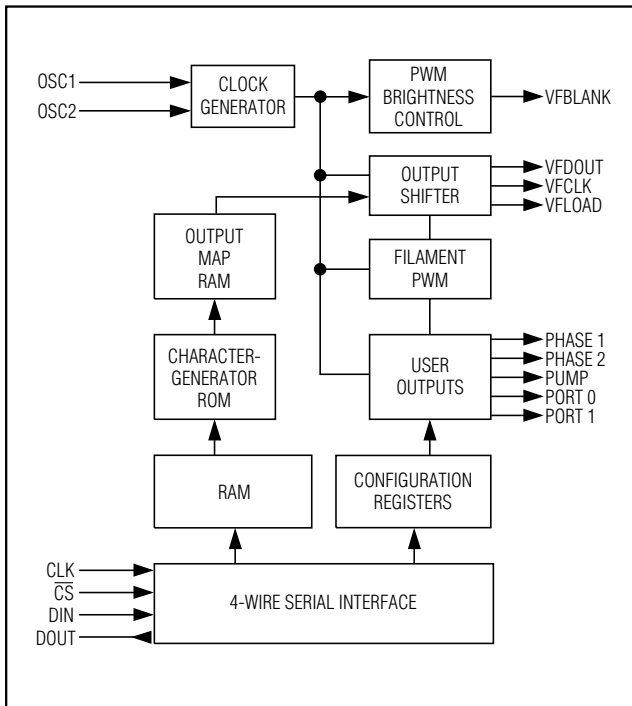 OSC1
OSC2
CLOCK
GENERATOR
PWM
BRIGHTNESS
CONTROL
VFBLANK
OUTPUT
SHIFTER
VFDOUT
VFCLK
VFLOAD
OUTPUT
MAP
RAM
FILAMENT
PWM
CHARACTER-
GENERATOR
ROM
USER
OUTPUTS
PHASE 1
PHASE 2
PUMP
PORT 0
PORT 1
RAM
CONFIGURATION
REGISTERS
CLK
CS
DIN
DOUT
4-WIRE SERIAL INTERFACE